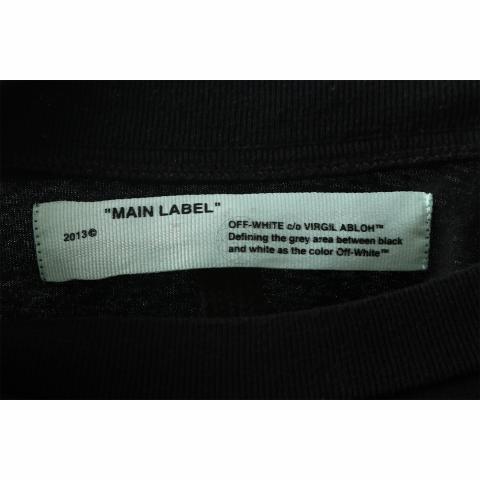 "MAIN LABEL"
2013©
OFF-WHITE c/o VIRGIL ABLOH™
Defining the grey area between black
and white as the color Off-White™